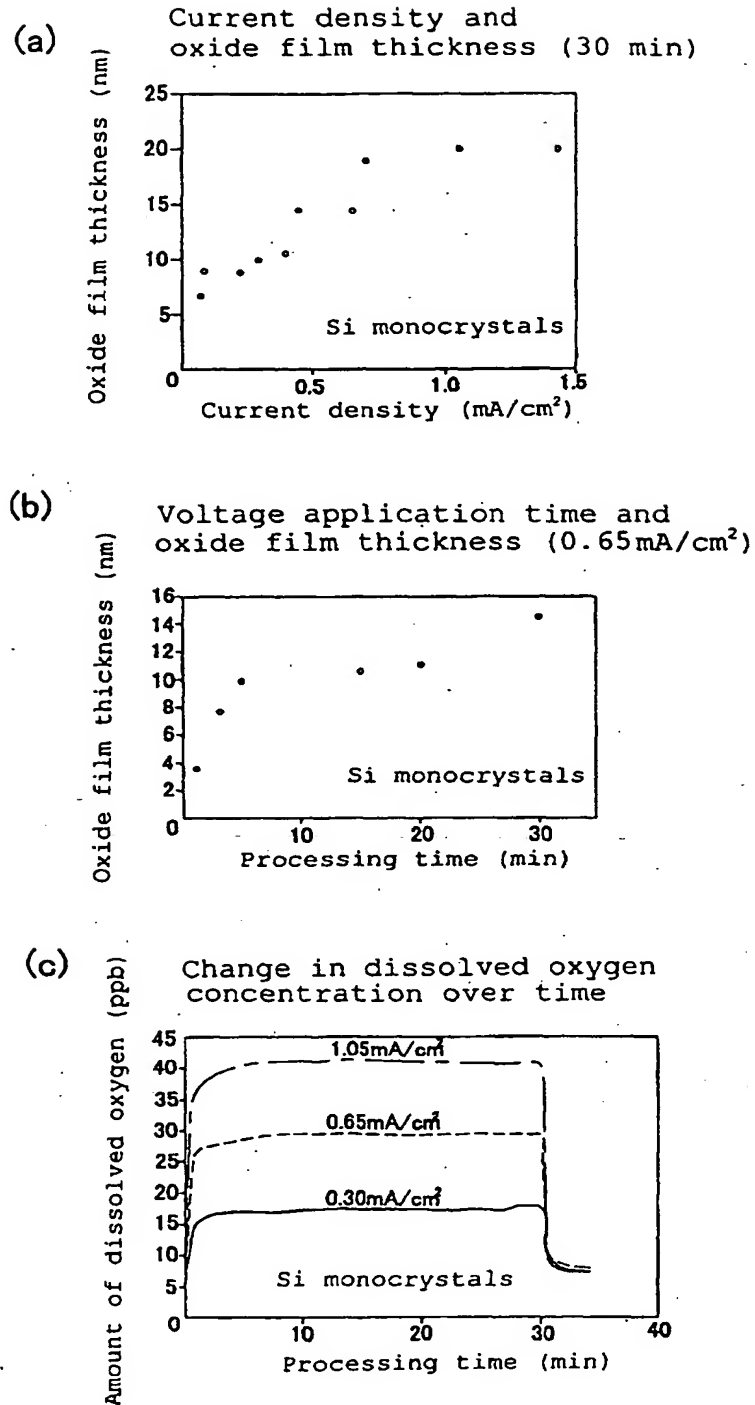 (a)
Current density and
oxide film thickness (30 min)
Oxide film thickness (nm)
25
20
15
10
5
0
Si monocrystals
0.5
1.0
1.5
Current density (mA/cm²)
(b)
Voltage application time and
oxide film thickness (0.65mA/cm²)
Oxide film thickness (nm)
16
14
12
10
8
6
4
2
0
Si monocrystals
10
20
30
Processing time (min)
(c)
Change in dissolved oxygen
concentration over time
Amount of dissolved oxygen (ppb)
45
40
35
30
25
20
15
10
5
0
1.05mA/cm²
0.65mA/cm²
0.30mA/cm²
Si monocrystals
10
20
30
40
Processing time (min)